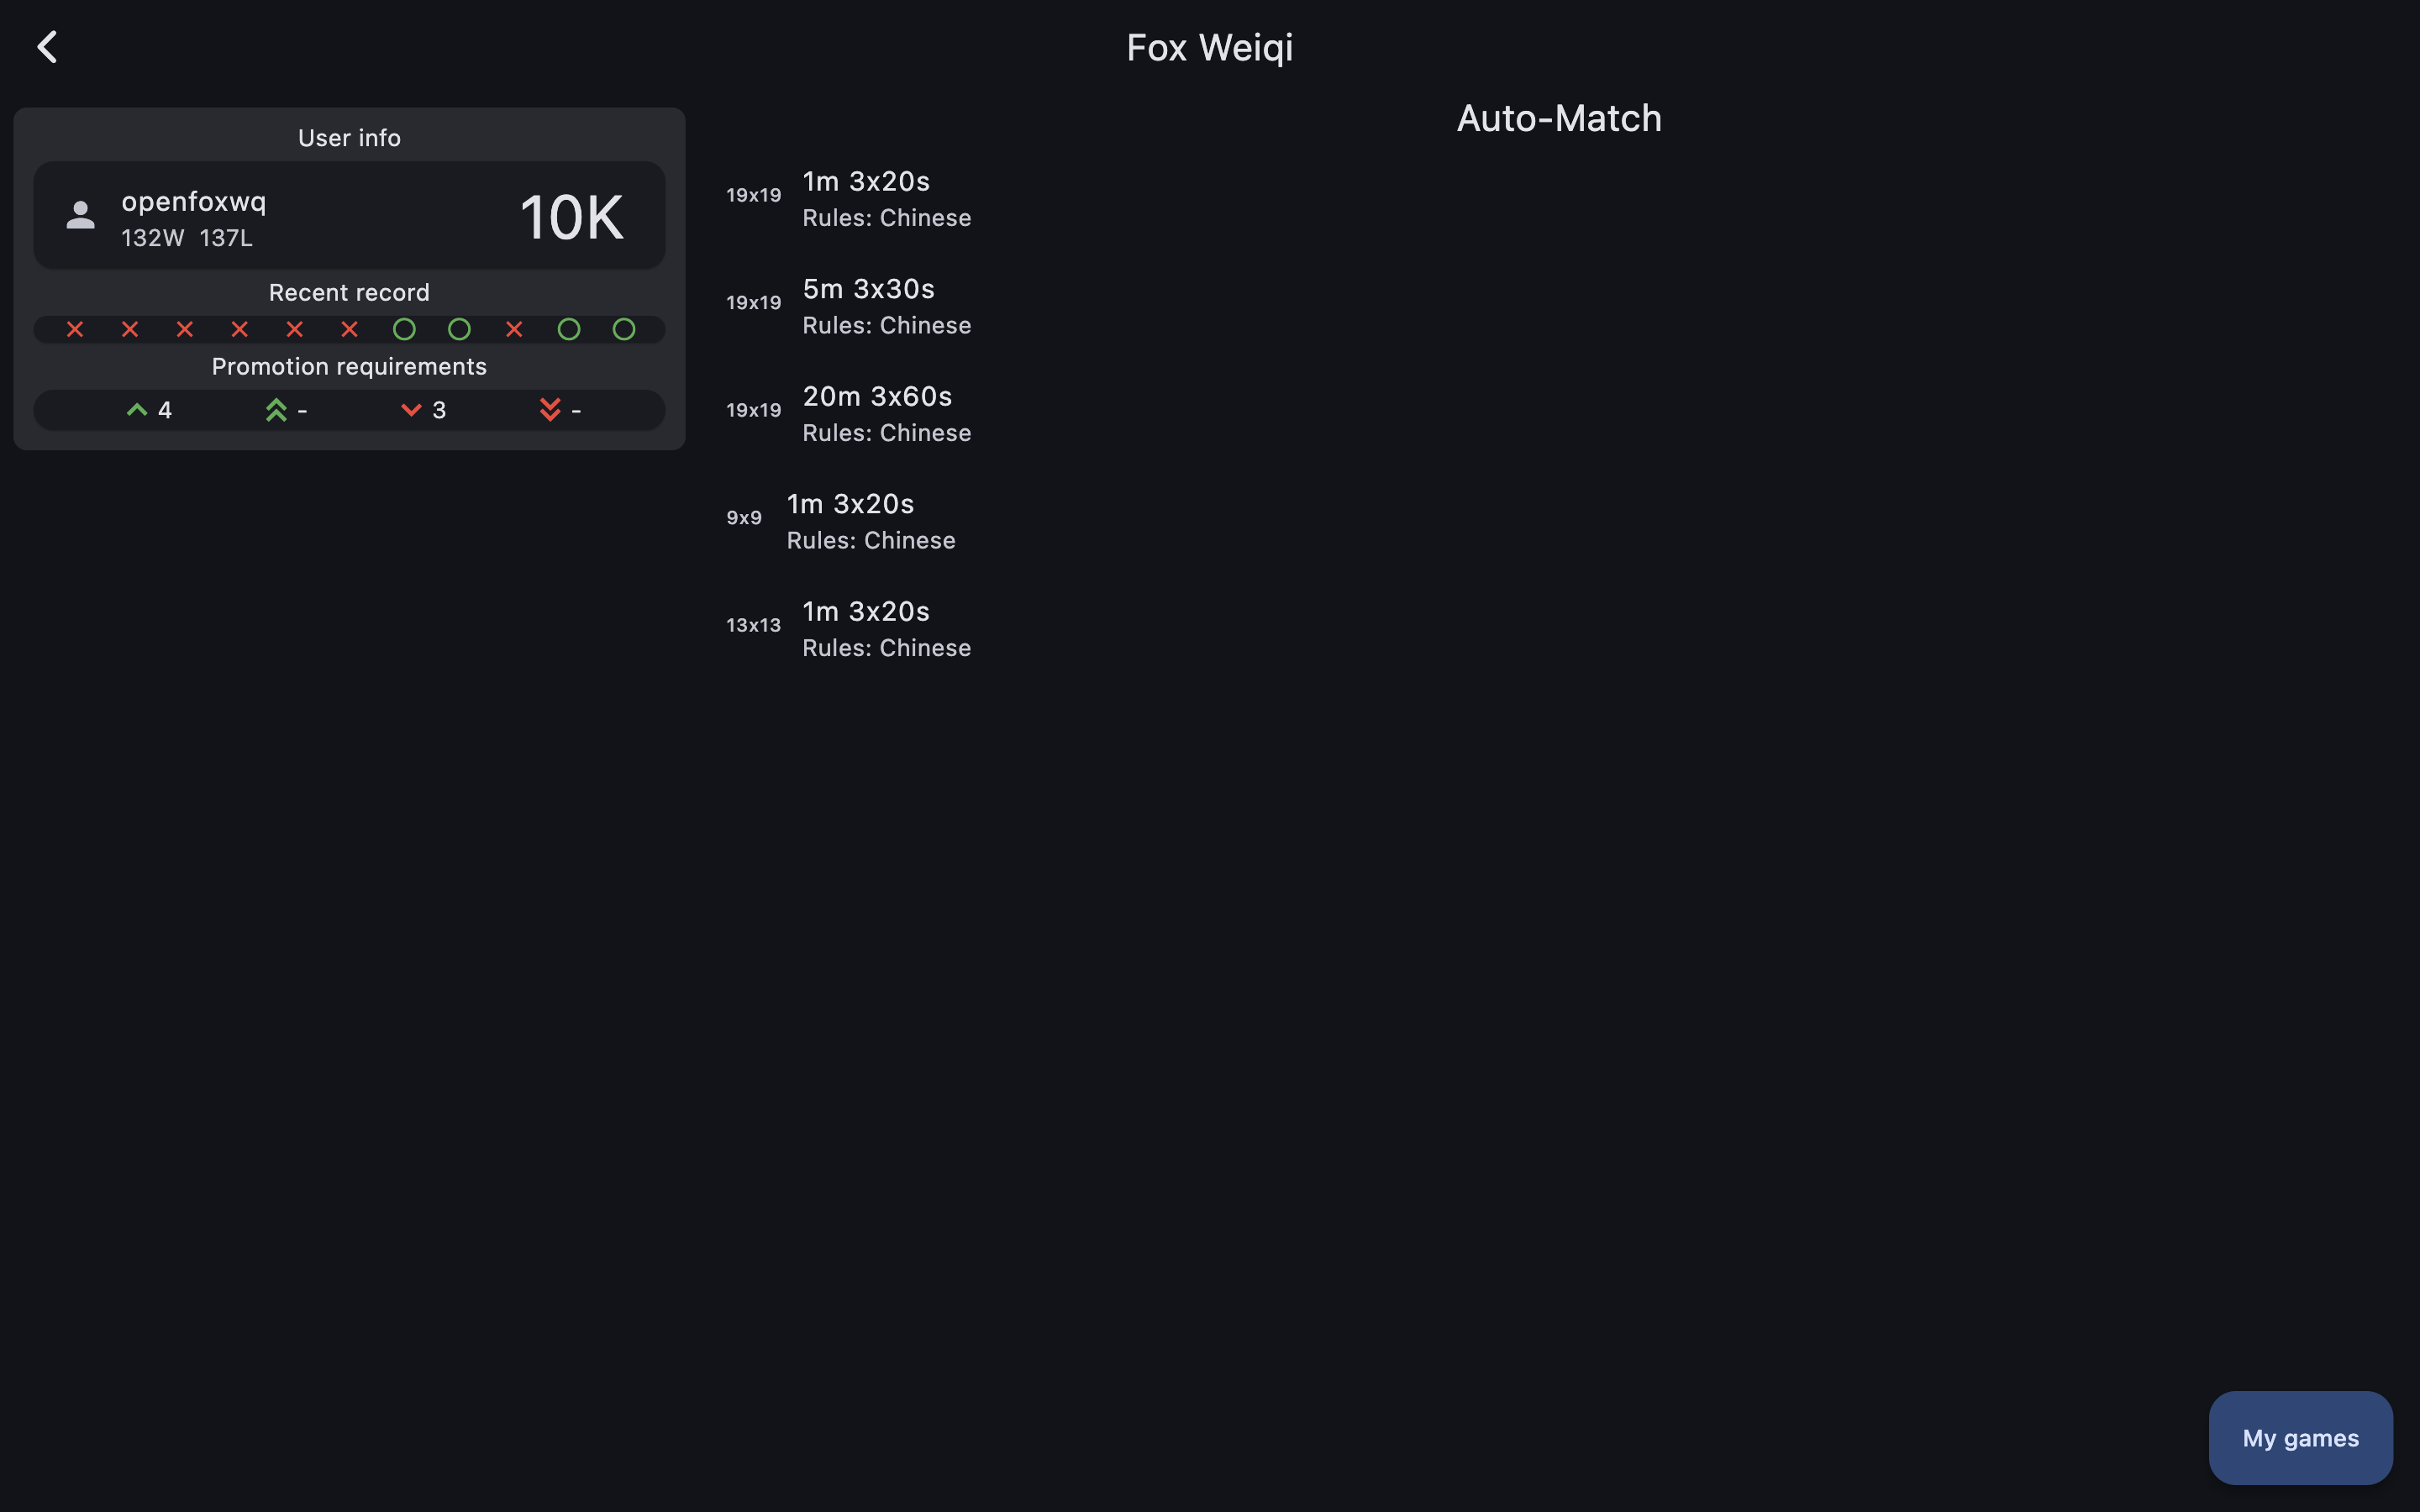 Fox Weiqi
User info
openfoxwq
132W 137L
10K
Recent record
Promotion requirements
4 - 3 -
Auto-Match
19x19
1m 3x20s
Rules: Chinese
19x19
5m 3x30s
Rules: Chinese
19x19
20m 3x60s
Rules: Chinese
9x9
1m 3x20s
Rules: Chinese
13x13
1m 3x20s
Rules: Chinese
My games